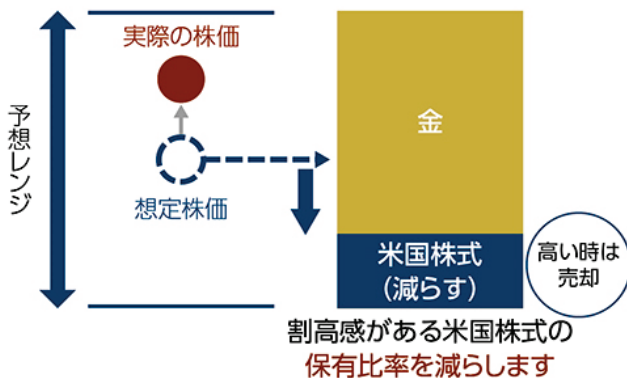 予想レンジ
実際の株価
想定株価
金
米国株式
(減らす)
高い時は
売却
割高感がある米国株式の
保有比率を減らします